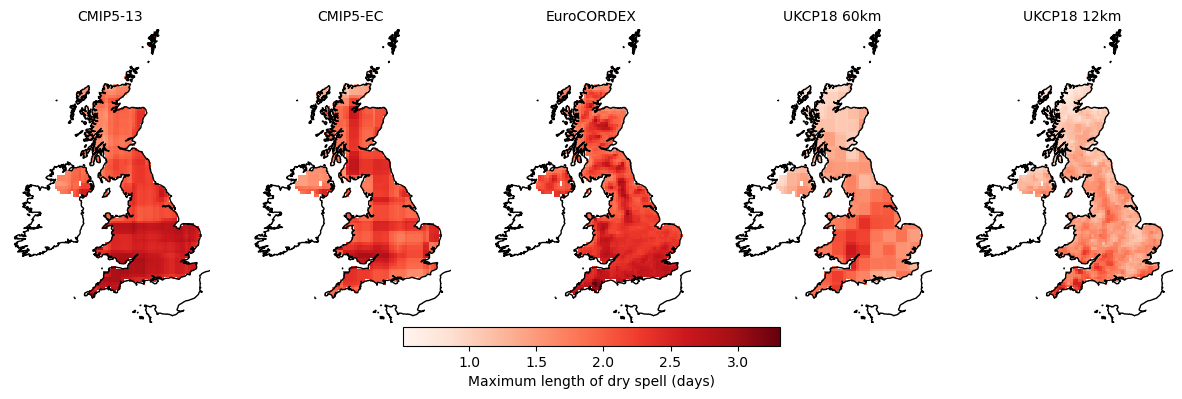 CMIP5-13
CMIP5-EC
EuroCORDEX
UKCP18 60km
UKCP18 12km
1.0
1.5
2.0
2.5
3.0
Maximum length of dry spell (days)